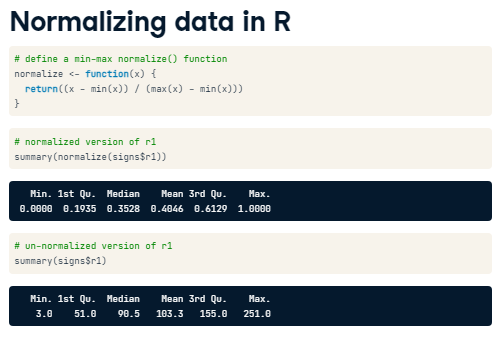 Normalizing data in R
# define a min-max normalize() function
normalize <- function(x) {
  return((x - min(x)) / (max(x) - min(x)))
}
# normalized version of r1
summary(normalize(signs$r1))
   Min. 1st Qu.  Median    Mean 3rd Qu.    Max.
 0.0000  0.1935  0.3528  0.4046  0.6129  1.0000
# un-normalized version of r1
summary(signs$r1)
   Min. 1st Qu.  Median    Mean 3rd Qu.    Max.
    3.0    51.0    90.5   103.3   155.0   251.0